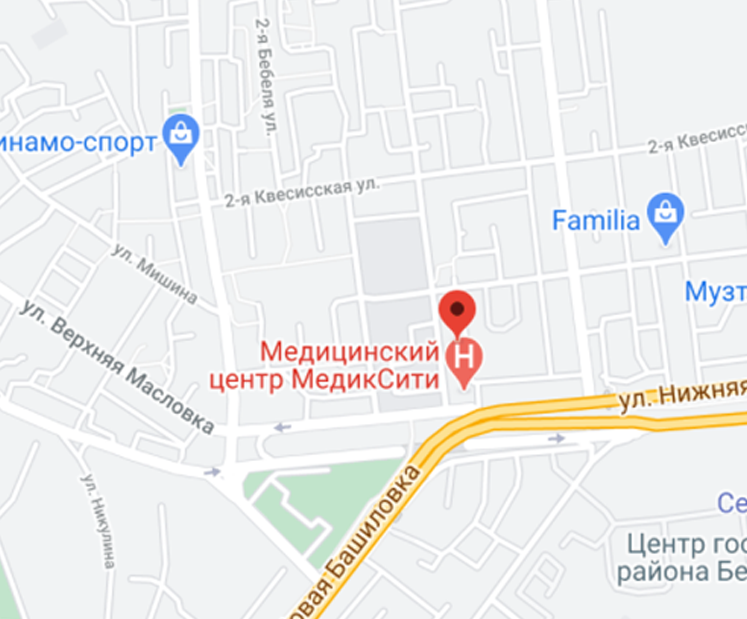 2-я Бебеля ул.
инамо-спорт
2-я Квесисс
2-я Квесисская ул.
Familia
ул. Мишина
Музт
ул. Верхняя Масловка
Медицинский
центр МедикСити
H
ул. Нижняя
ул. Никулина
овая Башиловка
Се
Центр гос
района Бе